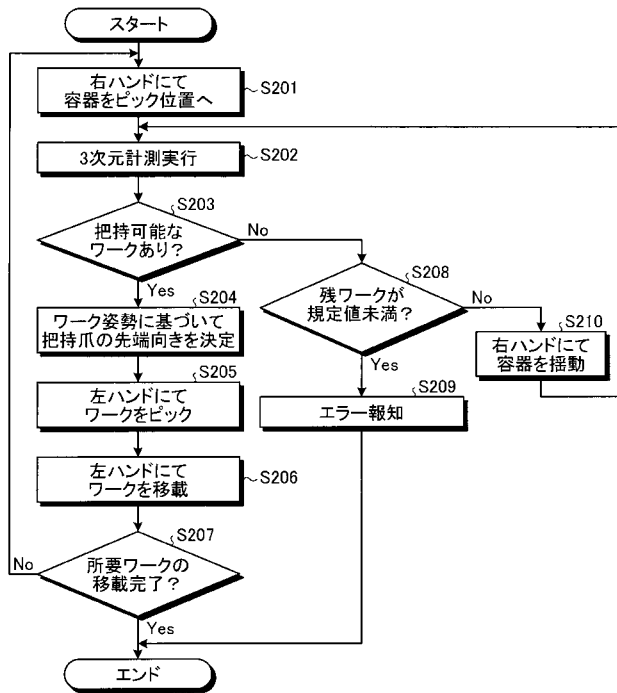 スタート
右ハンドにて
容器をピック位置へ
S201
3次元計測実行
S202
S203
把持可能な
ワークあり？
No
Yes
S204
ワーク姿勢に基づいて
把持爪の先端向きを決定
S205
左ハンドにて
ワークをピック
左ハンドにて
ワークを移載
S206
S207
所要ワークの
移載完了？
No
Yes
エンド
S208
残ワークが
規定値未満？
No
Yes
S209
エラー報知
S210
右ハンドにて
容器を揺動